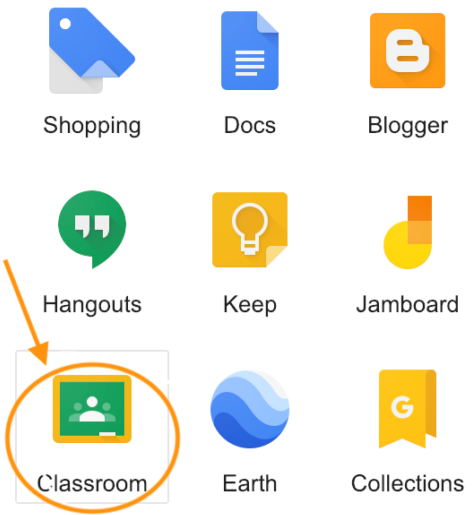 Shopping Docs Blogger
Hangouts Keep Jamboard
G
Classroom Earth Collections